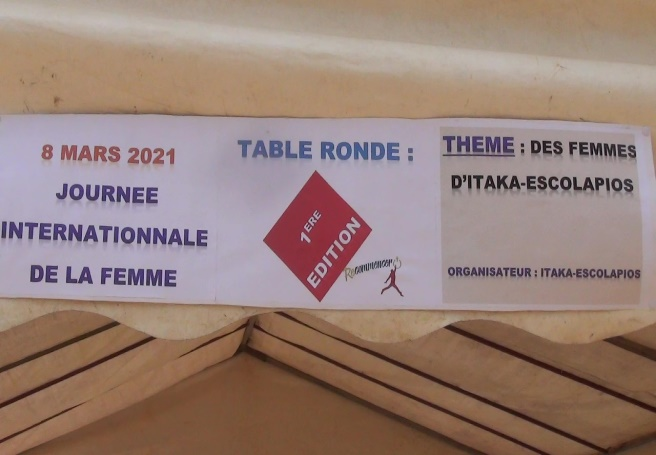 8 MARS 2021
JOURNEE
INTERNATIONNALE
DE LA FEMME
TABLE RONDE :
1ERE
EDITION
Recommencer
THEME : DES FEMMES
D'ITAKA-ESCOLAPIOS
ORGANISATEUR : ITAKA-ESCOLAPIOS